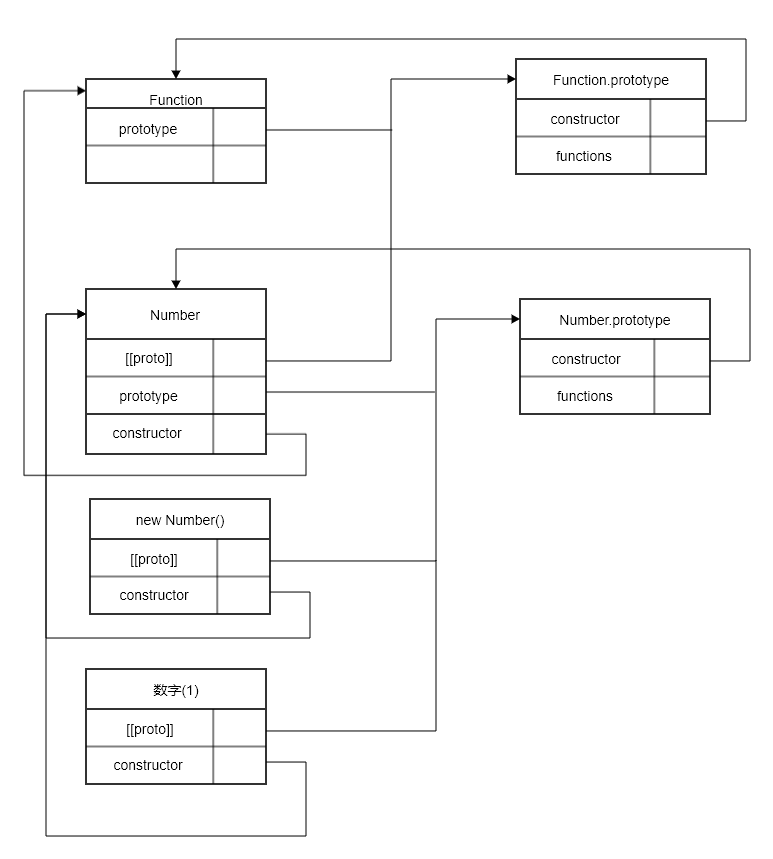 Function
prototype
Function.prototype
constructor
functions
Number
[[proto]]
prototype
constructor
Number.prototype
constructor
functions
new Number()
[[proto]]
constructor
数字(1)
[[proto]]
constructor